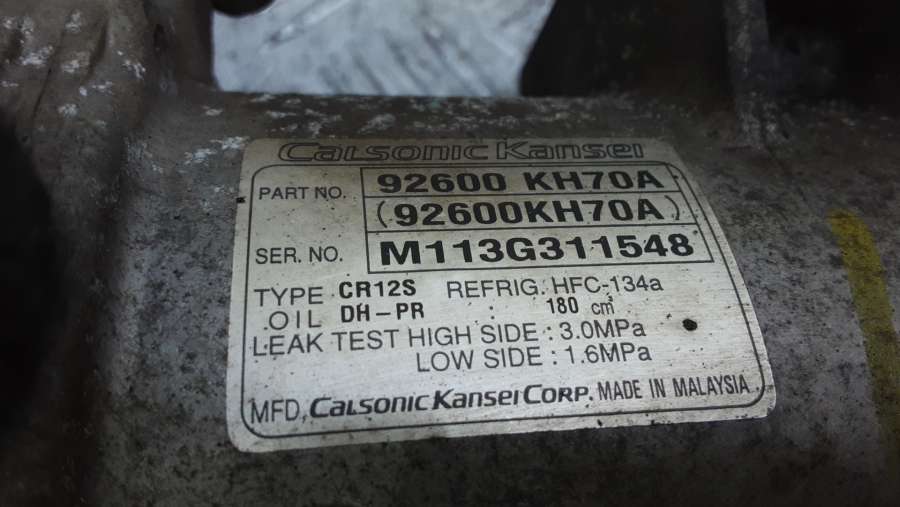 Calsonic Kansei
PART NO. 92600 KH70A
(92600KH70A)
SER. NO. M113G311548
TYPE CR12S REFRIG. HFC-134a
OIL DH-PR : 180 cm³
LEAK TEST HIGH SIDE : 3.0MPa
LOW SIDE : 1.6MPa
MFD. CALSONIC KANSEI CORP. MADE IN MALAYSIA